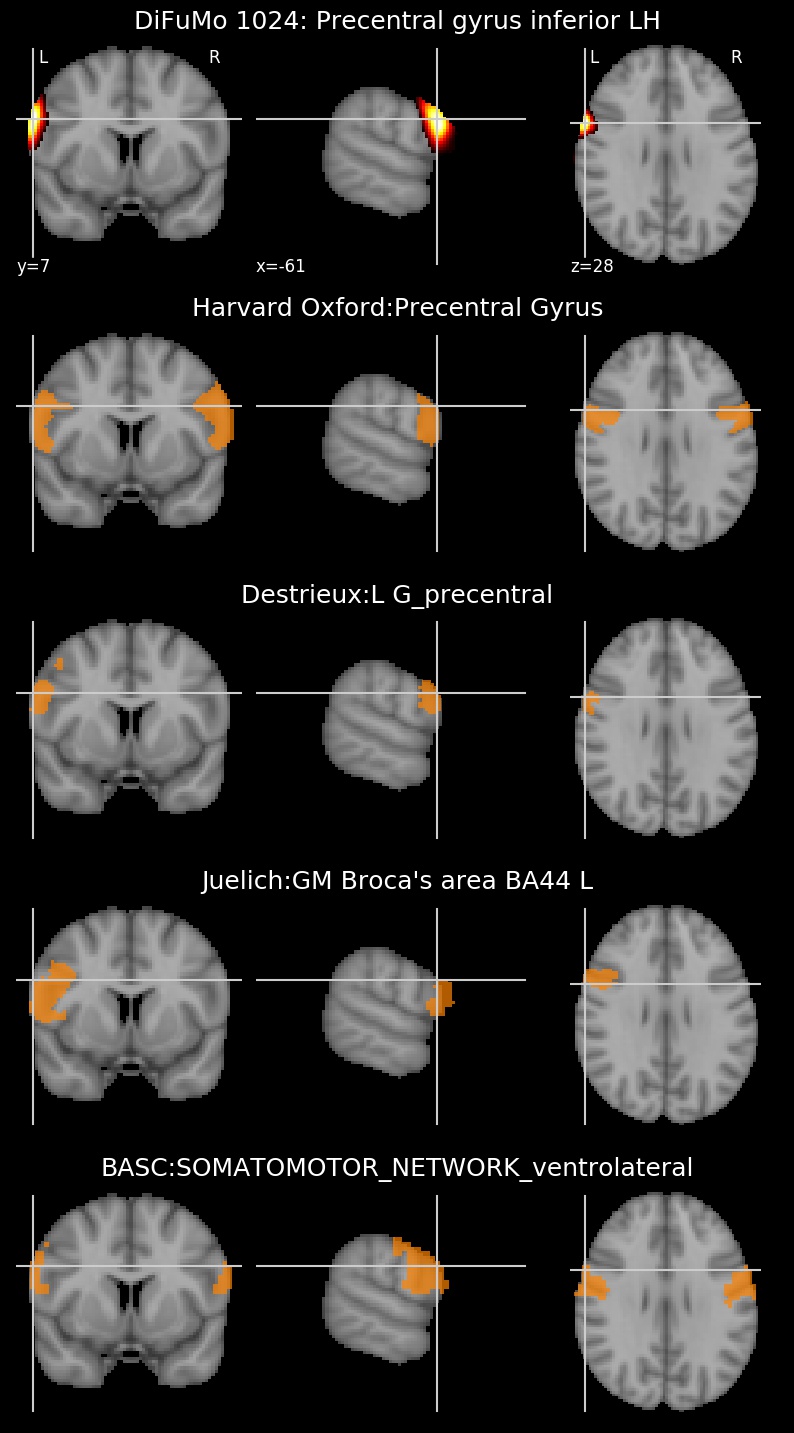 DiFuMo 1024: Precentral gyrus inferior LH
L R L R
y=7 x=-61 z=28
Harvard Oxford:Precentral Gyrus
Destrieux:L G_precentral
Juelich:GM Broca's area BA44 L
BASC:SOMATOMOTOR_NETWORK_ventrolateral